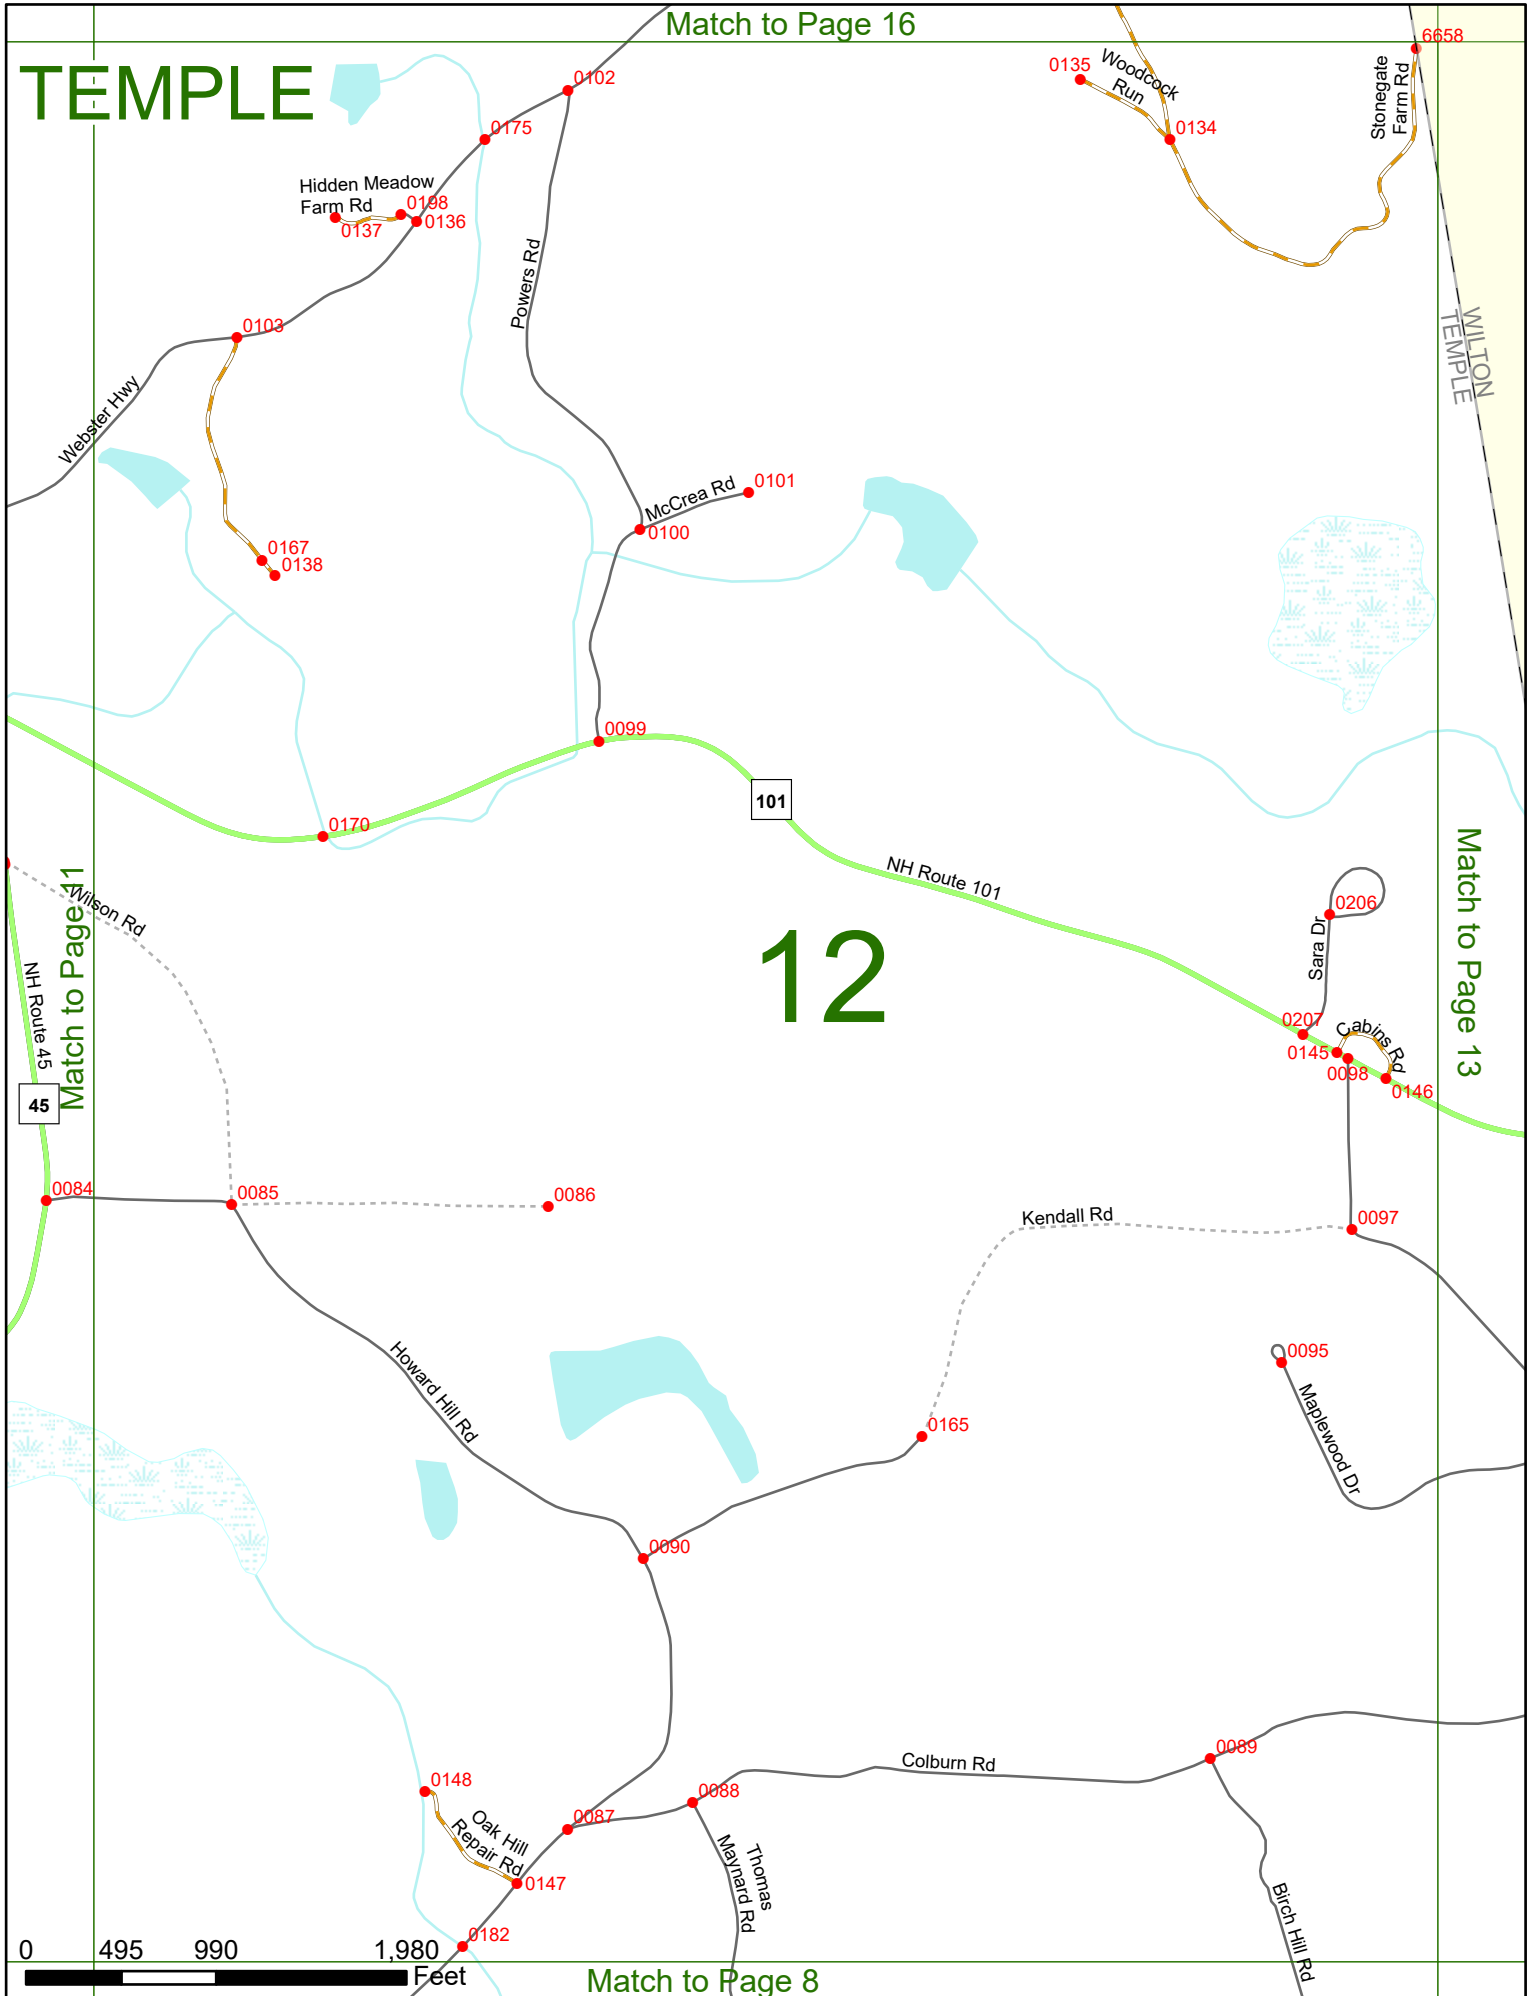 Match to Page 16
TEMPLE
6658
0102
0135
Woodcock
Run
Stonegate
Farm Rd
0175
0134
Hidden Meadow
Farm Rd
0198
0137
0136
Powers Rd
0103
WILTON
TEMPLE
Webster Hwy
McCrea Rd
0101
0100
0167
0138
0099
101
0170
NH Route 101
Match to Page 11
Wilson Rd
Match to Page 13
0206
Sara Dr
12
NH Route 45
0207
Cabins Rd
0145
0098
0146
45
0084
0085
0086
Kendall Rd
0097
0095
Howard Hill Rd
Maplewood Dr
0165
0090
0089
Colburn Rd
0148
0088
Oak Hill
Repair Rd
0087
Thomas
Maynard Rd
0147
Birch Hill Rd
0182
0 495 990 1,980
Feet
Match to Page 8